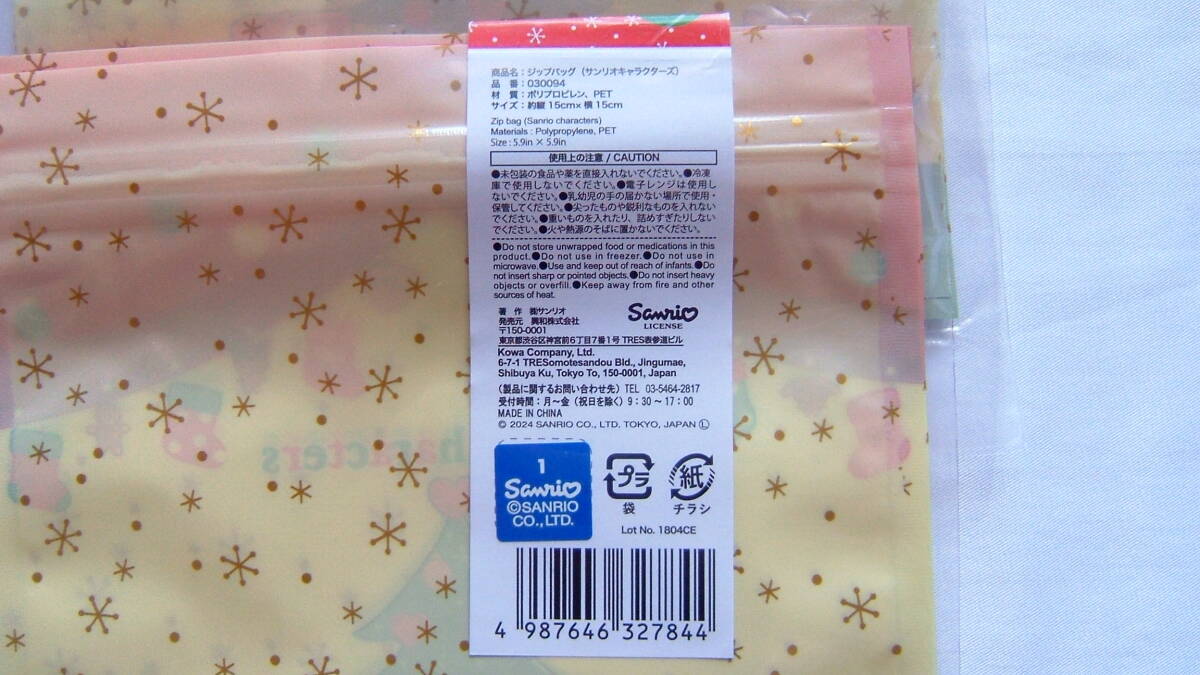 商品名：ジップバッグ（サンリオキャラクターズ）
品　番：030094
材　質：ポリプロピレン、PET
サイズ：約縦15cm×横15cm
Zip bag (Sanrio characters)
Materials : Polypropylene, PET
Size : 5.9in × 5.9in
使用上の注意 / CAUTION
●未包装の食品や薬を直接入れないでください。●冷凍
庫で使用しないでください。●電子レンジは使用し
ないでください。●乳幼児の手の届かない場所で使用・
保管してください。●尖ったものや鋭利なものを入れない
でください。●重いものを入れたり、詰めすぎたりしない
でください。●火や熱源のそばに置かないでください。
●Do not store unwrapped food or medications in this
product.●Do not use in freezer.●Do not use in
microwave.●Use and keep out of reach of infants.●Do
not insert sharp or pointed objects.●Do not insert heavy
objects or overfill.●Keep away from fire and other
sources of heat.
著　作　㈱サンリオ
発売元　興和株式会社
〒150-0001
Sanrio
LICENSE
東京都渋谷区神宮前6丁目7番1号 TRES表参道ビル
Kowa Company, Ltd.
6-7-1 TRESomotesandou Bld., Jingumae,
Shibuya Ku, Tokyo To, 150-0001, Japan
（製品に関するお問い合わせ先）TEL 03-5464-2817
受付時間：月〜金（祝日を除く）9：30〜17：00
MADE IN CHINA
© 2024 SANRIO CO., LTD. TOKYO, JAPAN Ⓛ
1
Sanrio
©SANRIO
CO.,LTD.
プラ
袋
紙
チラシ
Lot No. 1804CE
4 987646 327844
characters